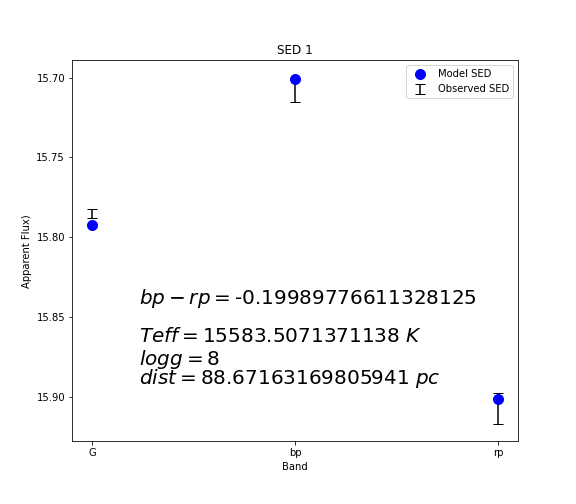 SED 1
Model SED
Observed SED
15.70
15.75
15.80
15.85
15.90
Apparent Flux)
bp − rp = -0.19989776611328125
Teff = 15583.5071371138 K
logg = 8
dist = 88.67163169805941 pc
G
bp
rp
Band